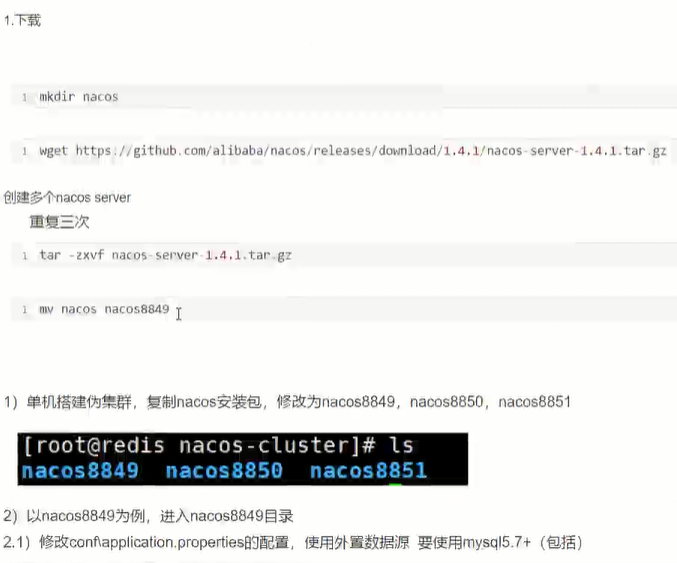 1.下载
1 mkdir nacos
1 wget https://github.com/alibaba/nacos/releases/download/1.4.1/nacos-server-1.4.1.tar.gz
创建多个nacos server
重复三次
1 tar -zxvf nacos-server-1.4.1.tar.gz
1 mv nacos nacos8849
1）单机搭建伪集群，复制nacos安装包，修改为nacos8849，nacos8850，nacos8851
[root@redis nacos-cluster]# ls
nacos8849 nacos8850 nacos8851
2）以nacos8849为例，进入nacos8849目录
2.1）修改conf\application.properties的配置，使用外置数据源 要使用mysql5.7+（包括）